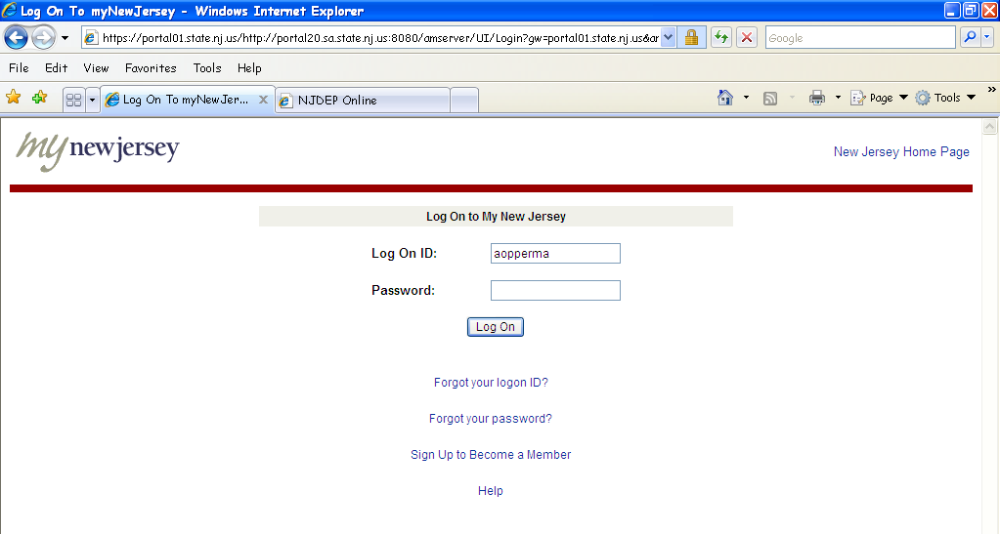 Log On To myNewJersey - Windows Internet Explorer
https://portal01.state.nj.us/http://portal20.sa.state.nj.us:8080/amserver/UI/Login?gw=portal01.state.nj.us&ar
Google
File Edit View Favorites Tools Help
Log On To myNewJer... NJDEP Online Page Tools »
my newjersey
New Jersey Home Page
Log On to My New Jersey
Log On ID: aopperma
Password:
Log On
Forgot your logon ID?
Forgot your password?
Sign Up to Become a Member
Help